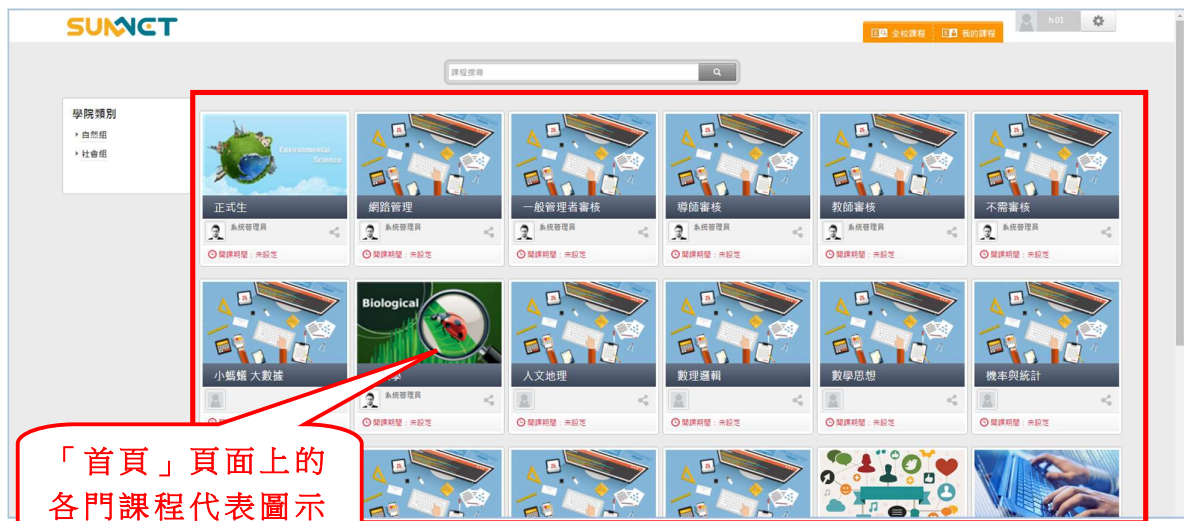 SUNNET
全校課程
我的課程
h01
課程搜尋
學院類別
自然組
社會組
Environmental
Science
正式生
網路管理
一般管理者審核
導師審核
教師審核
不需審核
系統管理員
系統管理員
系統管理員
系統管理員
系統管理員
系統管理員
開課期間：未設定
開課期間：未設定
開課期間：未設定
開課期間：未設定
開課期間：未設定
開課期間：未設定
Biological
小螞蟻 大數據
學
人文地理
數理邏輯
數學思想
機率與統計
系統管理員
開課期間：未設定
開課期間：未設定
開課期間：未設定
開課期間：未設定
「首頁」頁面上的
各門課程代表圖示